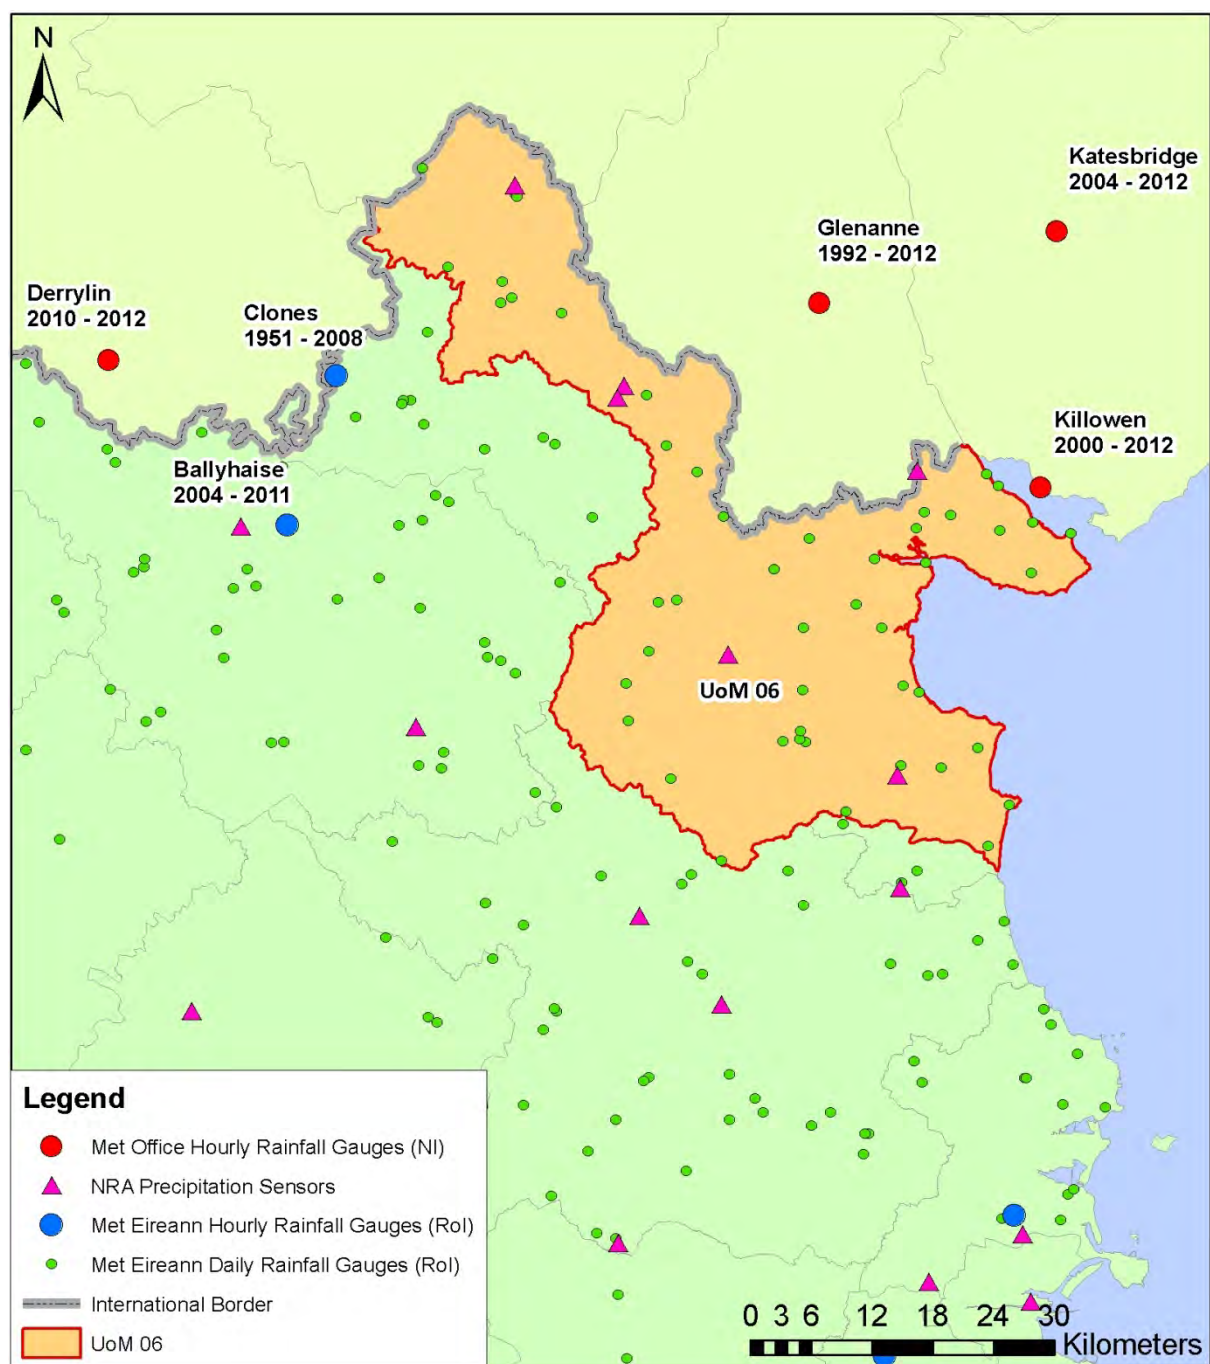 N
Katesbridge
2004 - 2012
Glenanne
1992 - 2012
Derrylin
2010 - 2012
Clones
1951 - 2008
Killowen
2000 - 2012
Ballyhaise
2004 - 2011
UoM 06
Legend
Met Office Hourly Rainfall Gauges (NI)
NRA Precipitation Sensors
Met Eireann Hourly Rainfall Gauges (RoI)
Met Eireann Daily Rainfall Gauges (RoI)
International Border
UoM 06
0 3 6 12 18 24 30
Kilometers